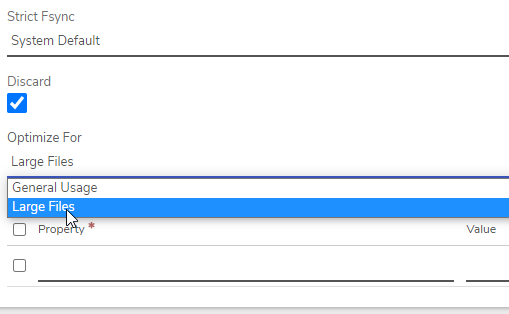 Strict Fsync
System Default
Discard
Optimize For
Large Files
General Usage
Large Files
Property * Value